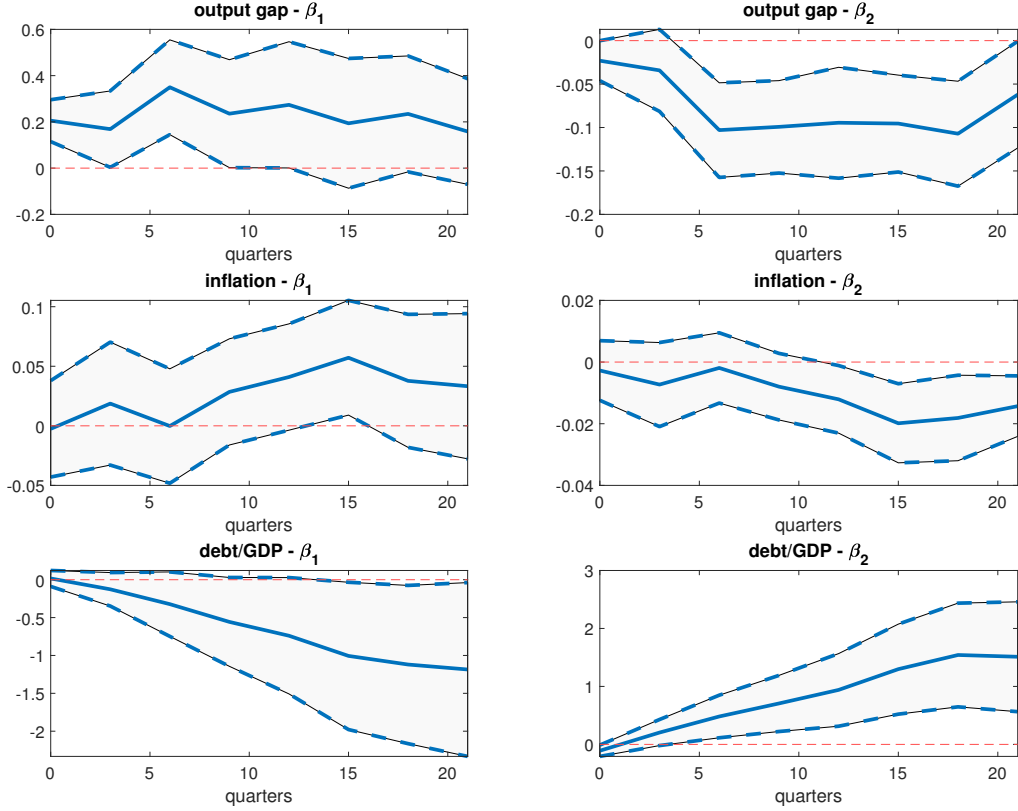 output gap - β1
0.6
0.4
0.2
0
-0.2
0 5 10 15 20
quarters
output gap - β2
0
-0.05
-0.1
-0.15
-0.2
0 5 10 15 20
quarters
inflation - β1
0.1
0.05
0
-0.05
0 5 10 15 20
quarters
inflation - β2
0.02
0
-0.02
-0.04
0 5 10 15 20
quarters
debt/GDP - β1
0
-0.5
-1
-1.5
-2
0 5 10 15 20
quarters
debt/GDP - β2
3
2
1
0
0 5 10 15 20
quarters